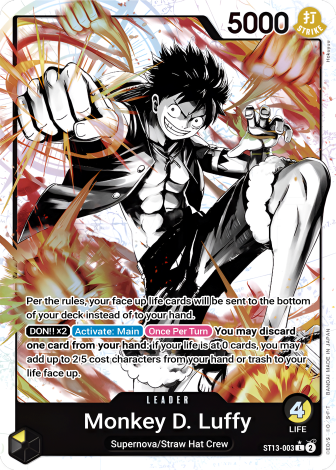 5000
打
STRIKE
Per the rules, your face up life cards will be sent to the bottom
of your deck instead of to your hand.
DON!! x2 Activate: Main Once Per Turn You may discard
one card from your hand: if your life is at 0 cards, you may
add up to 2 5 cost characters from your hand or trash to your
life face up.
LEADER
Monkey D. Luffy
Supernova/Straw Hat Crew
4
LIFE
ST13-003 L 2
BANDAI MADE IN JAPAN